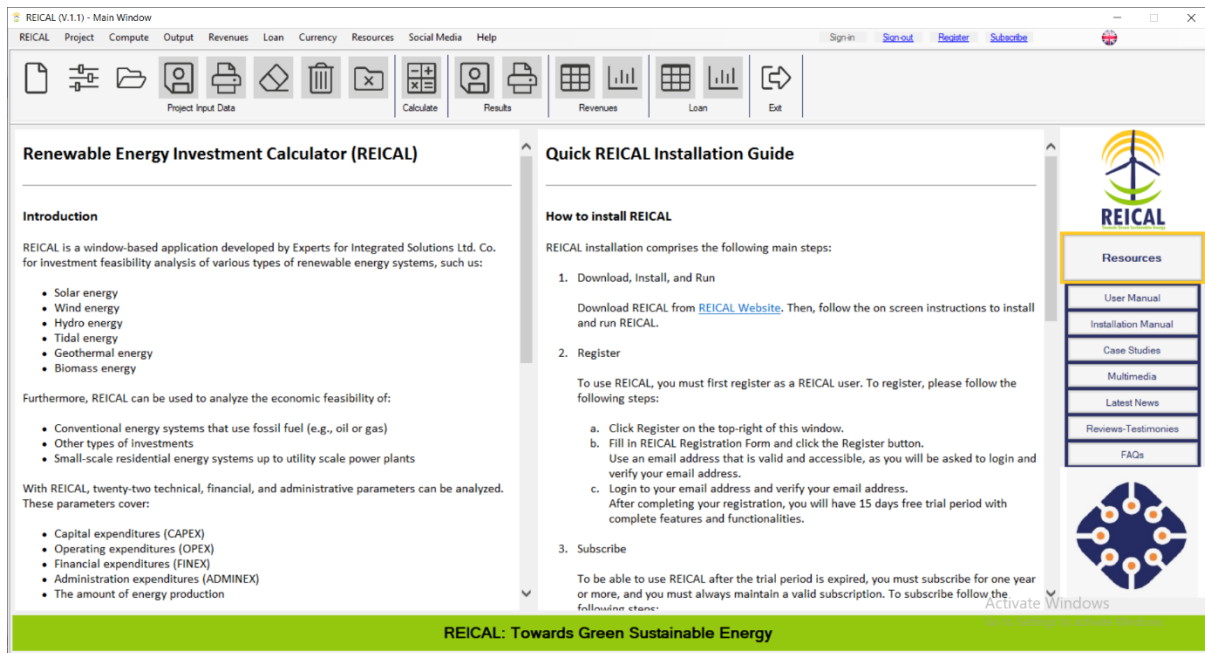 REICAL (V.1.1) - Main Window
REICAL Project Compute Output Revenues Loan Currency Resources Social Media Help Sign-in Sign-out Register Subscribe
Project Input Data Calculate Results Revenues Loan Exit
Renewable Energy Investment Calculator (REICAL)
Introduction
REICAL is a window-based application developed by Experts for Integrated Solutions Ltd. Co.
for investment feasibility analysis of various types of renewable energy systems, such us:
• Solar energy
• Wind energy
• Hydro energy
• Tidal energy
• Geothermal energy
• Biomass energy
Furthermore, REICAL can be used to analyze the economic feasibility of:
• Conventional energy systems that use fossil fuel (e.g., oil or gas)
• Other types of investments
• Small-scale residential energy systems up to utility scale power plants
With REICAL, twenty-two technical, financial, and administrative parameters can be analyzed.
These parameters cover:
• Capital expenditures (CAPEX)
• Operating expenditures (OPEX)
• Financial expenditures (FINEX)
• Administration expenditures (ADMINEX)
• The amount of energy production
Quick REICAL Installation Guide
How to install REICAL
REICAL installation comprises the following main steps:
1. Download, Install, and Run
Download REICAL from REICAL Website. Then, follow the on screen instructions to install
and run REICAL.
2. Register
To use REICAL, you must first register as a REICAL user. To register, please follow the
following steps:
a. Click Register on the top-right of this window.
b. Fill in REICAL Registration Form and click the Register button.
Use an email address that is valid and accessible, as you will be asked to login and
verify your email address.
c. Login to your email address and verify your email address.
After completing your registration, you will have 15 days free trial period with
complete features and functionalities.
3. Subscribe
To be able to use REICAL after the trial period is expired, you must subscribe for one year
or more, and you must always maintain a valid subscription. To subscribe follow the
following steps:
REICAL
Towards Green Sustainable Energy
Resources
User Manual
Installation Manual
Case Studies
Multimedia
Latest News
Reviews-Testimonies
FAQs
Activate Windows
REICAL: Towards Green Sustainable Energy